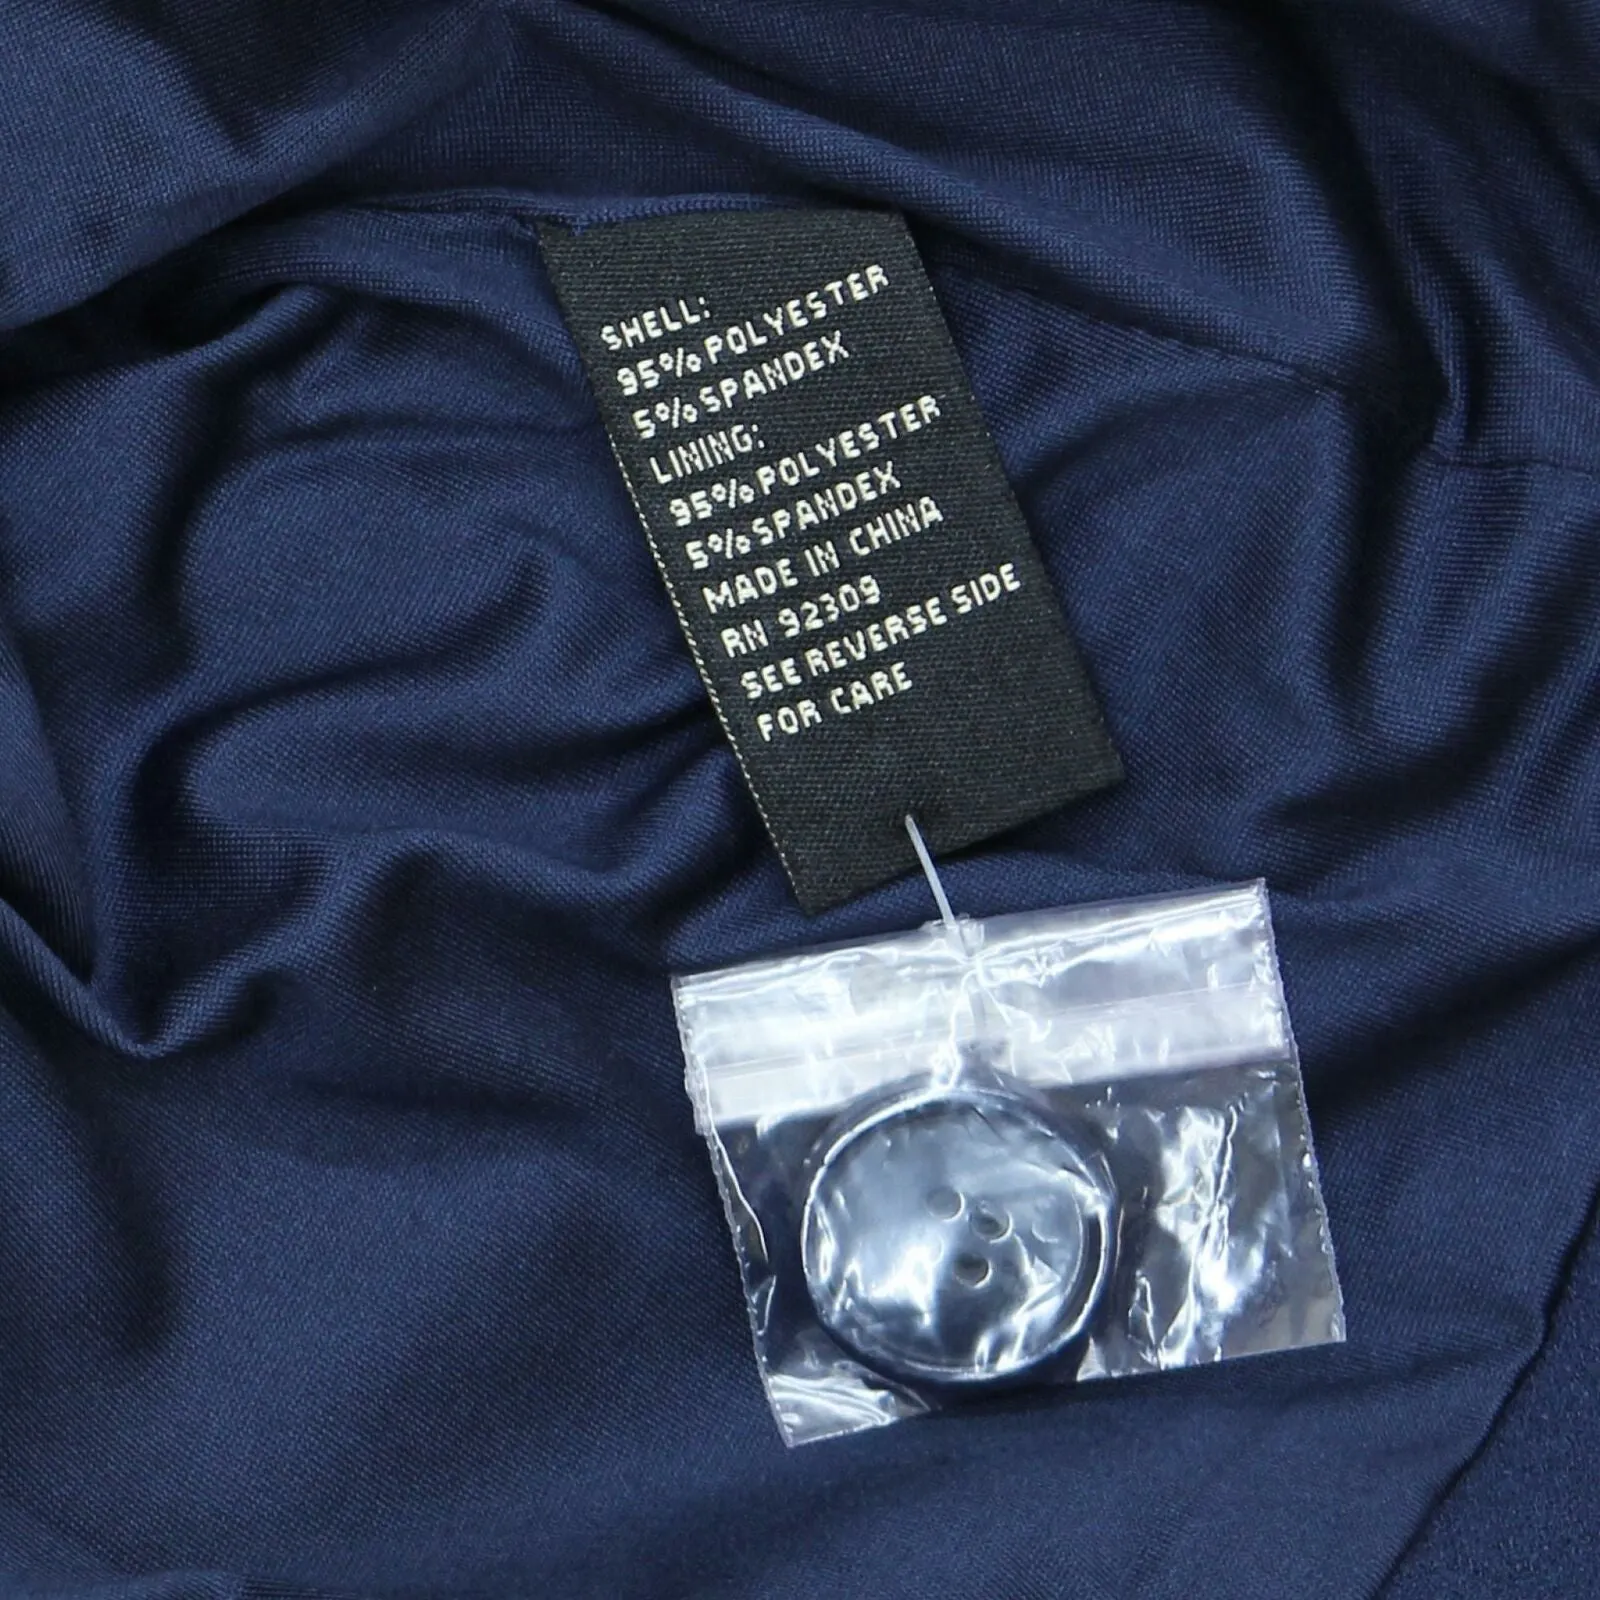 SHELL:
95% POLYESTER
5% SPANDEX
LINING:
95% POLYESTER
5% SPANDEX
MADE IN CHINA
RN 92309
SEE REVERSE SIDE
FOR CARE